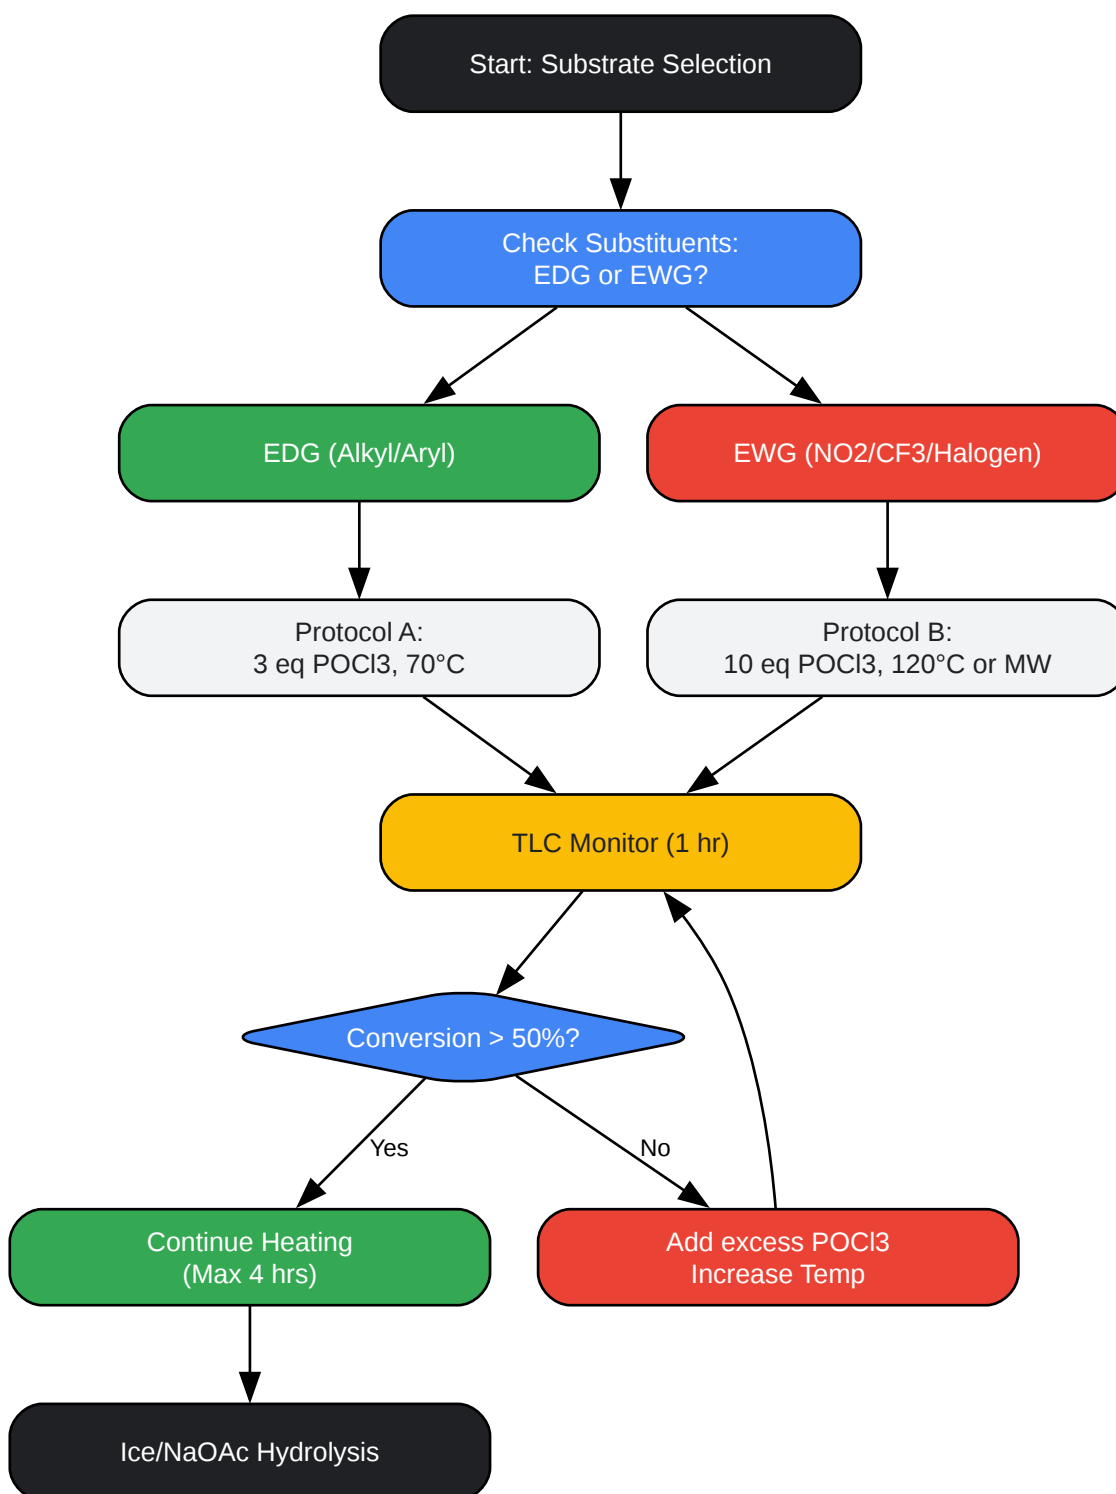 Start: Substrate Selection
Check Substituents:
EDG or EWG?
EDG (Alkyl/Aryl)
EWG (NO2/CF3/Halogen)
Protocol A:
3 eq POCl3, 70°C
Protocol B:
10 eq POCl3, 120°C or MW
TLC Monitor (1 hr)
Conversion > 50%?
Yes
No
Continue Heating
(Max 4 hrs)
Add excess POCl3
Increase Temp
Ice/NaOAc Hydrolysis